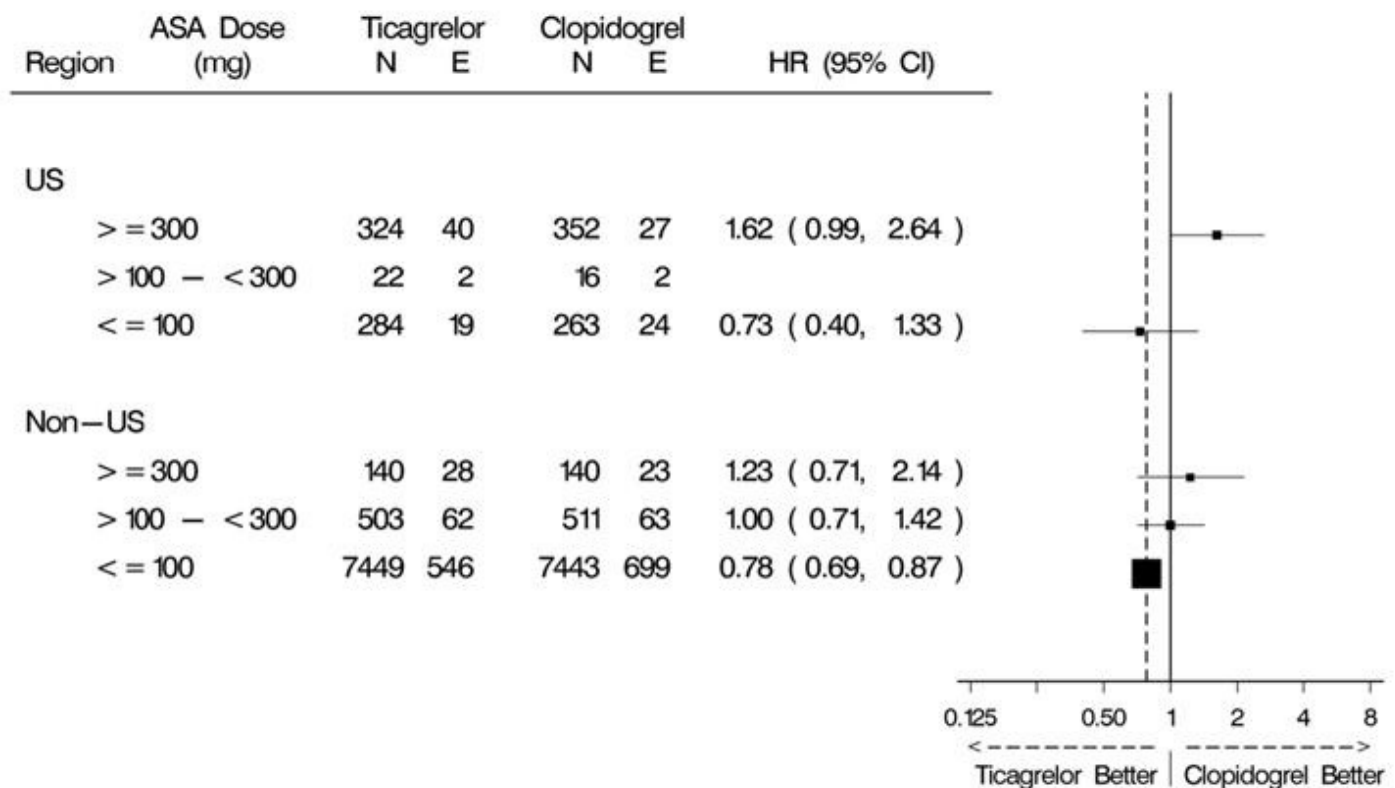 ASA Dose Ticagrelor Clopidogrel
Region (mg) N E N E HR (95% CI)
US
>=300 324 40 352 27 1.62 ( 0.99, 2.64 )
>100 – <300 22 2 16 2
<=100 284 19 263 24 0.73 ( 0.40, 1.33 )
Non–US
>=300 140 28 140 23 1.23 ( 0.71, 2.14 )
>100 – <300 503 62 511 63 1.00 ( 0.71, 1.42 )
<=100 7449 546 7443 699 0.78 ( 0.69, 0.87 )
0.125 0.50 1 2 4 8
Ticagrelor Better | Clopidogrel Better